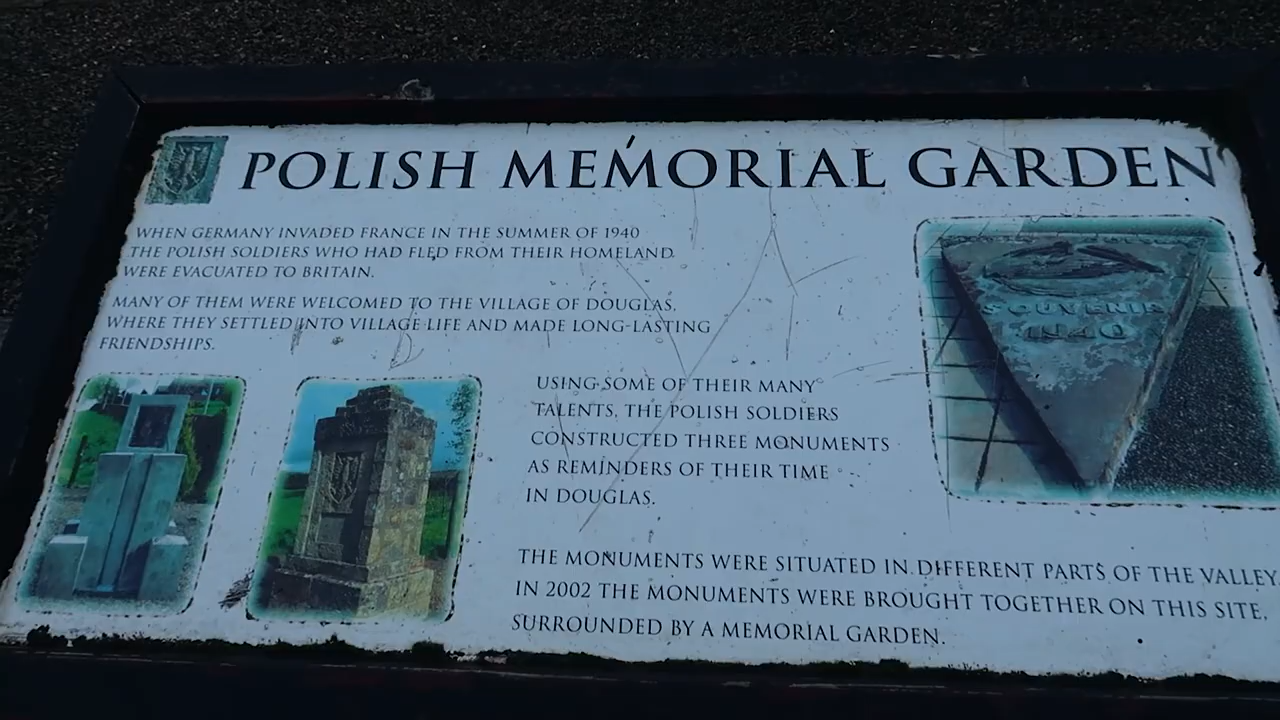 POLISH MEMORIAL GARDEN
WHEN GERMANY INVADED FRANCE IN THE SUMMER OF 1940
THE POLISH SOLDIERS WHO HAD FLED FROM THEIR HOMELAND
WERE EVACUATED TO BRITAIN.
MANY OF THEM WERE WELCOMED TO THE VILLAGE OF DOUGLAS,
WHERE THEY SETTLED INTO VILLAGE LIFE AND MADE LONG-LASTING
FRIENDSHIPS.
SOUVENIR
1940
USING SOME OF THEIR MANY
TALENTS, THE POLISH SOLDIERS
CONSTRUCTED THREE MONUMENTS
AS REMINDERS OF THEIR TIME
IN DOUGLAS.
THE MONUMENTS WERE SITUATED IN DIFFERENT PARTS OF THE VALLEY.
IN 2002 THE MONUMENTS WERE BROUGHT TOGETHER ON THIS SITE,
SURROUNDED BY A MEMORIAL GARDEN.